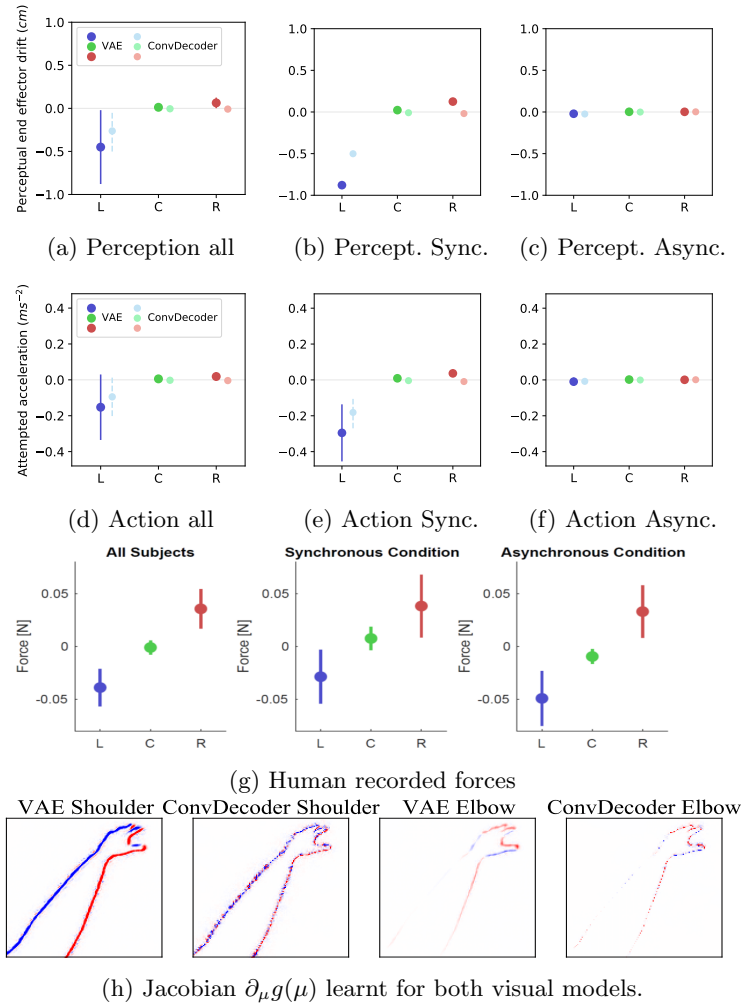 Perceptual end effector drift (cm)
1.0
0.5
0.0
−0.5
−1.0
VAE
ConvDecoder
L C R
1.0
0.5
0.0
−0.5
−1.0
L C R
1.0
0.5
0.0
−0.5
−1.0
L C R
(a) Perception all
(b) Percept. Sync.
(c) Percept. Async.
Attempted acceleration (ms⁻²)
0.4
0.2
0.0
−0.2
−0.4
VAE
ConvDecoder
L C R
0.4
0.2
0.0
−0.2
−0.4
L C R
0.4
0.2
0.0
−0.2
−0.4
L C R
(d) Action all
(e) Action Sync.
(f) Action Async.
All Subjects
Force [N]
0.05
0
-0.05
L C R
Synchronous Condition
Force [N]
0.05
0
-0.05
L C R
Asynchronous Condition
Force [N]
0.05
0
-0.05
L C R
(g) Human recorded forces
VAE Shoulder
ConvDecoder Shoulder
VAE Elbow
ConvDecoder Elbow
(h) Jacobian ∂μg(μ) learnt for both visual models.